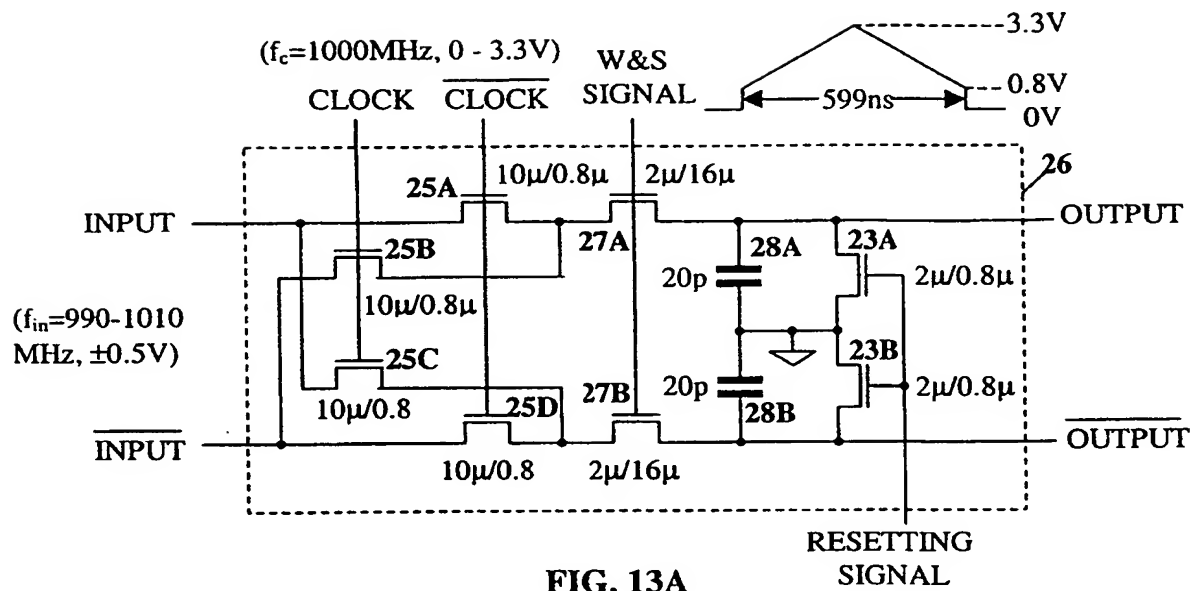 (fc=1000MHz, 0 - 3.3V)
CLOCK
CLOCK
W&S
SIGNAL
3.3V
0.8V
0V
599ns
26
10μ/0.8μ
2μ/16μ
25A
INPUT
OUTPUT
27A
28A
23A
25B
20p
2μ/0.8μ
10μ/0.8μ
(fin=990-1010
MHz, ±0.5V)
25C
23B
10μ/0.8
25D
27B
20p
28B
2μ/0.8μ
INPUT
OUTPUT
10μ/0.8
2μ/16μ
RESETTING
SIGNAL
FIG. 13A